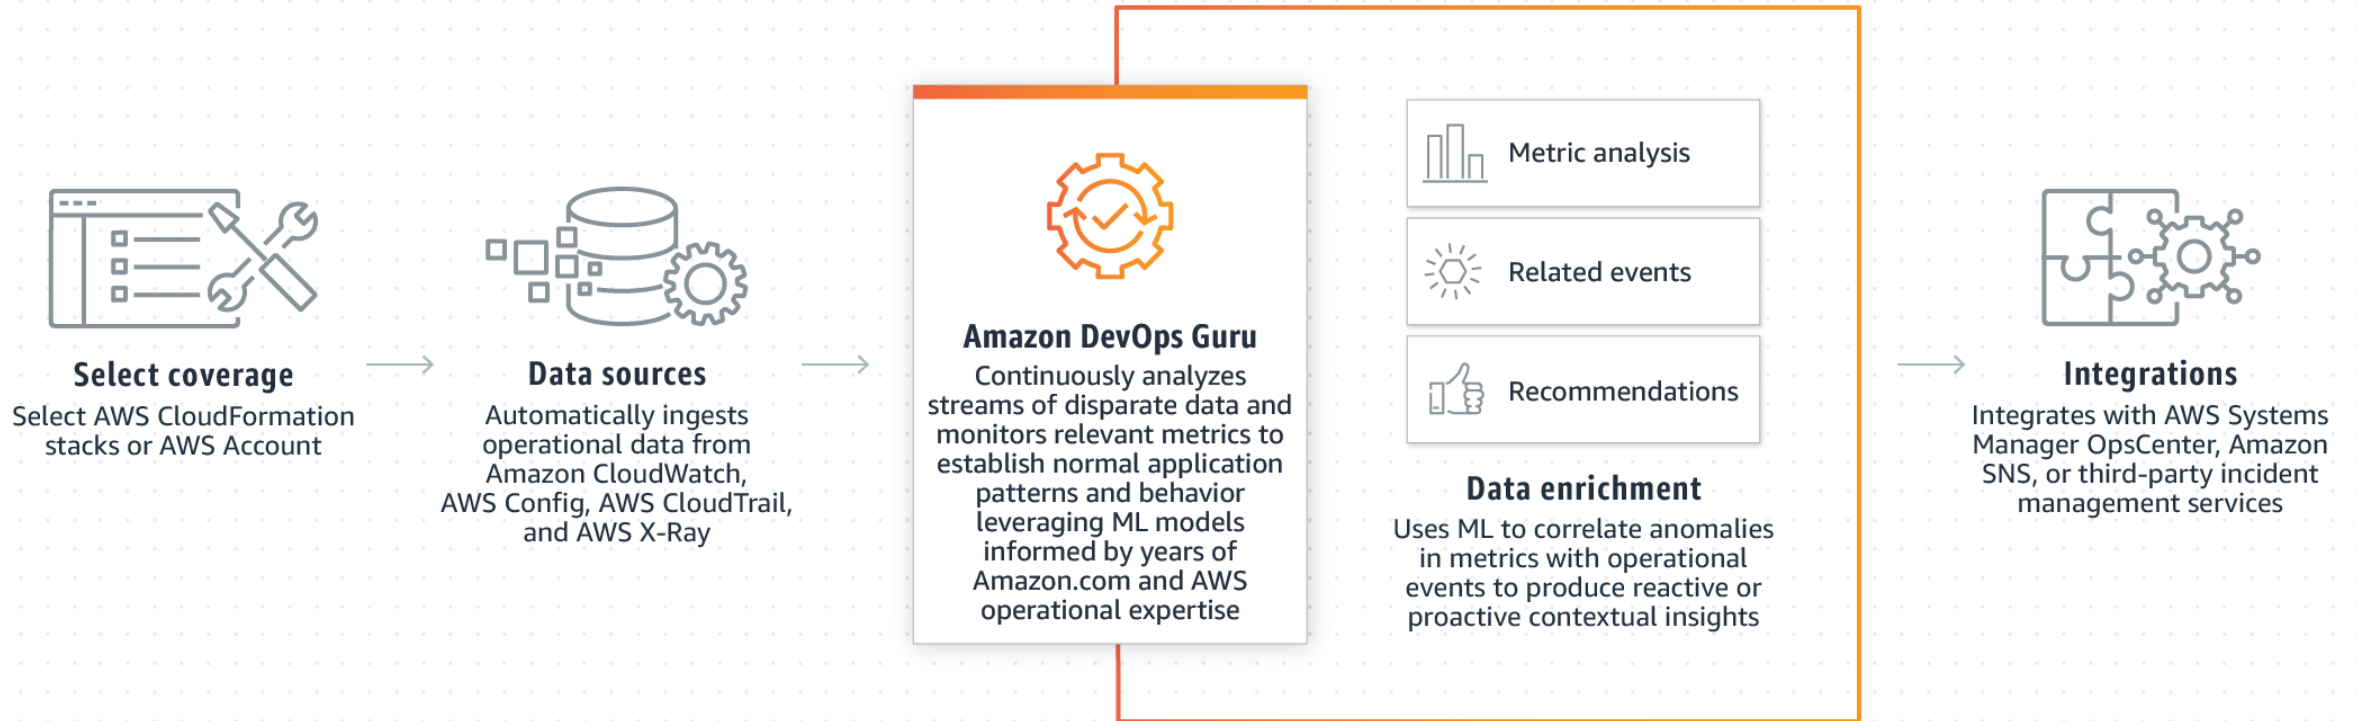 Select coverage
Select AWS CloudFormation
stacks or AWS Account
Data sources
Automatically ingests
operational data from
Amazon CloudWatch,
AWS Config, AWS CloudTrail,
and AWS X-Ray
Amazon DevOps Guru
Continuously analyzes
streams of disparate data and
monitors relevant metrics to
establish normal application
patterns and behavior
leveraging ML models
informed by years of
Amazon.com and AWS
operational expertise
Metric analysis
Related events
Recommendations
Data enrichment
Uses ML to correlate anomalies
in metrics with operational
events to produce reactive or
proactive contextual insights
Integrations
Integrates with AWS Systems
Manager OpsCenter, Amazon
SNS, or third-party incident
management services